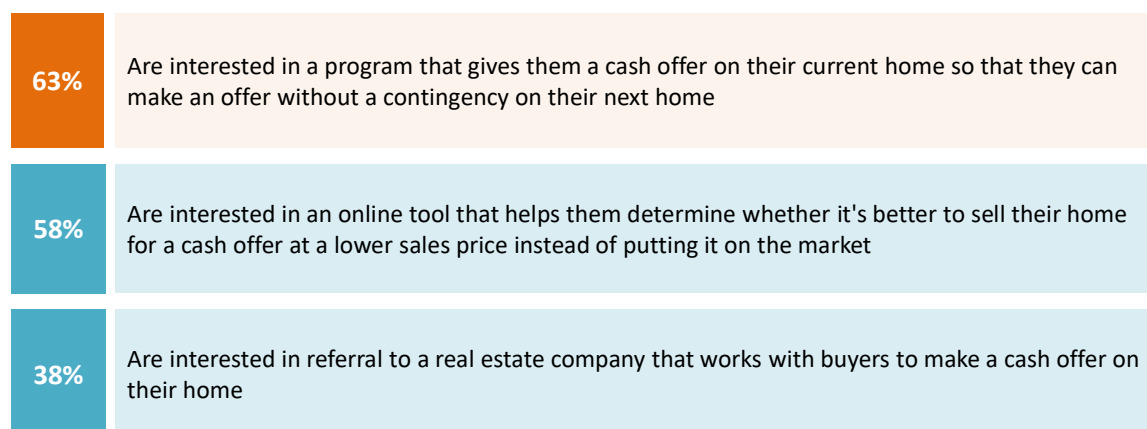 63%
Are interested in a program that gives them a cash offer on their current home so that they can
make an offer without a contingency on their next home
58%
Are interested in an online tool that helps them determine whether it's better to sell their home
for a cash offer at a lower sales price instead of putting it on the market
38%
Are interested in referral to a real estate company that works with buyers to make a cash offer on
their home